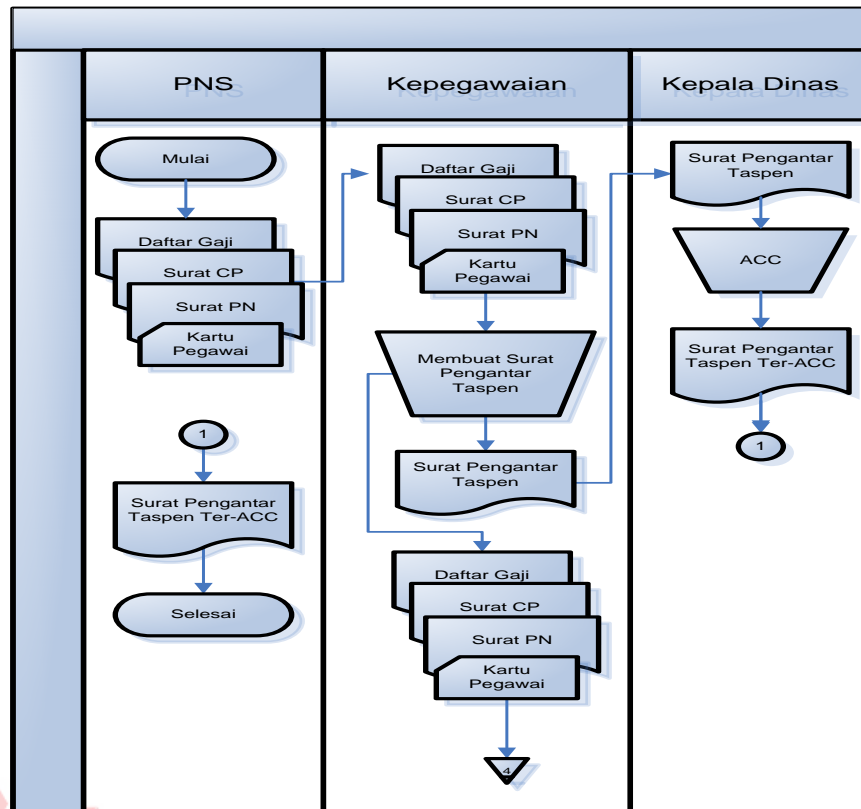 PNS
Kepegawaian
Kepala Dinas
Mulai
Daftar Gaji
Surat CP
Surat PN
Kartu
Pegawai
1
Surat Pengantar
Taspen Ter-ACC
Selesai
Daftar Gaji
Surat CP
Surat PN
Kartu
Pegawai
Membuat Surat
Pengantar
Taspen
Surat Pengantar
Taspen
Daftar Gaji
Surat CP
Surat PN
Kartu
Pegawai
4
Surat Pengantar
Taspen
ACC
Surat Pengantar
Taspen Ter-ACC
1